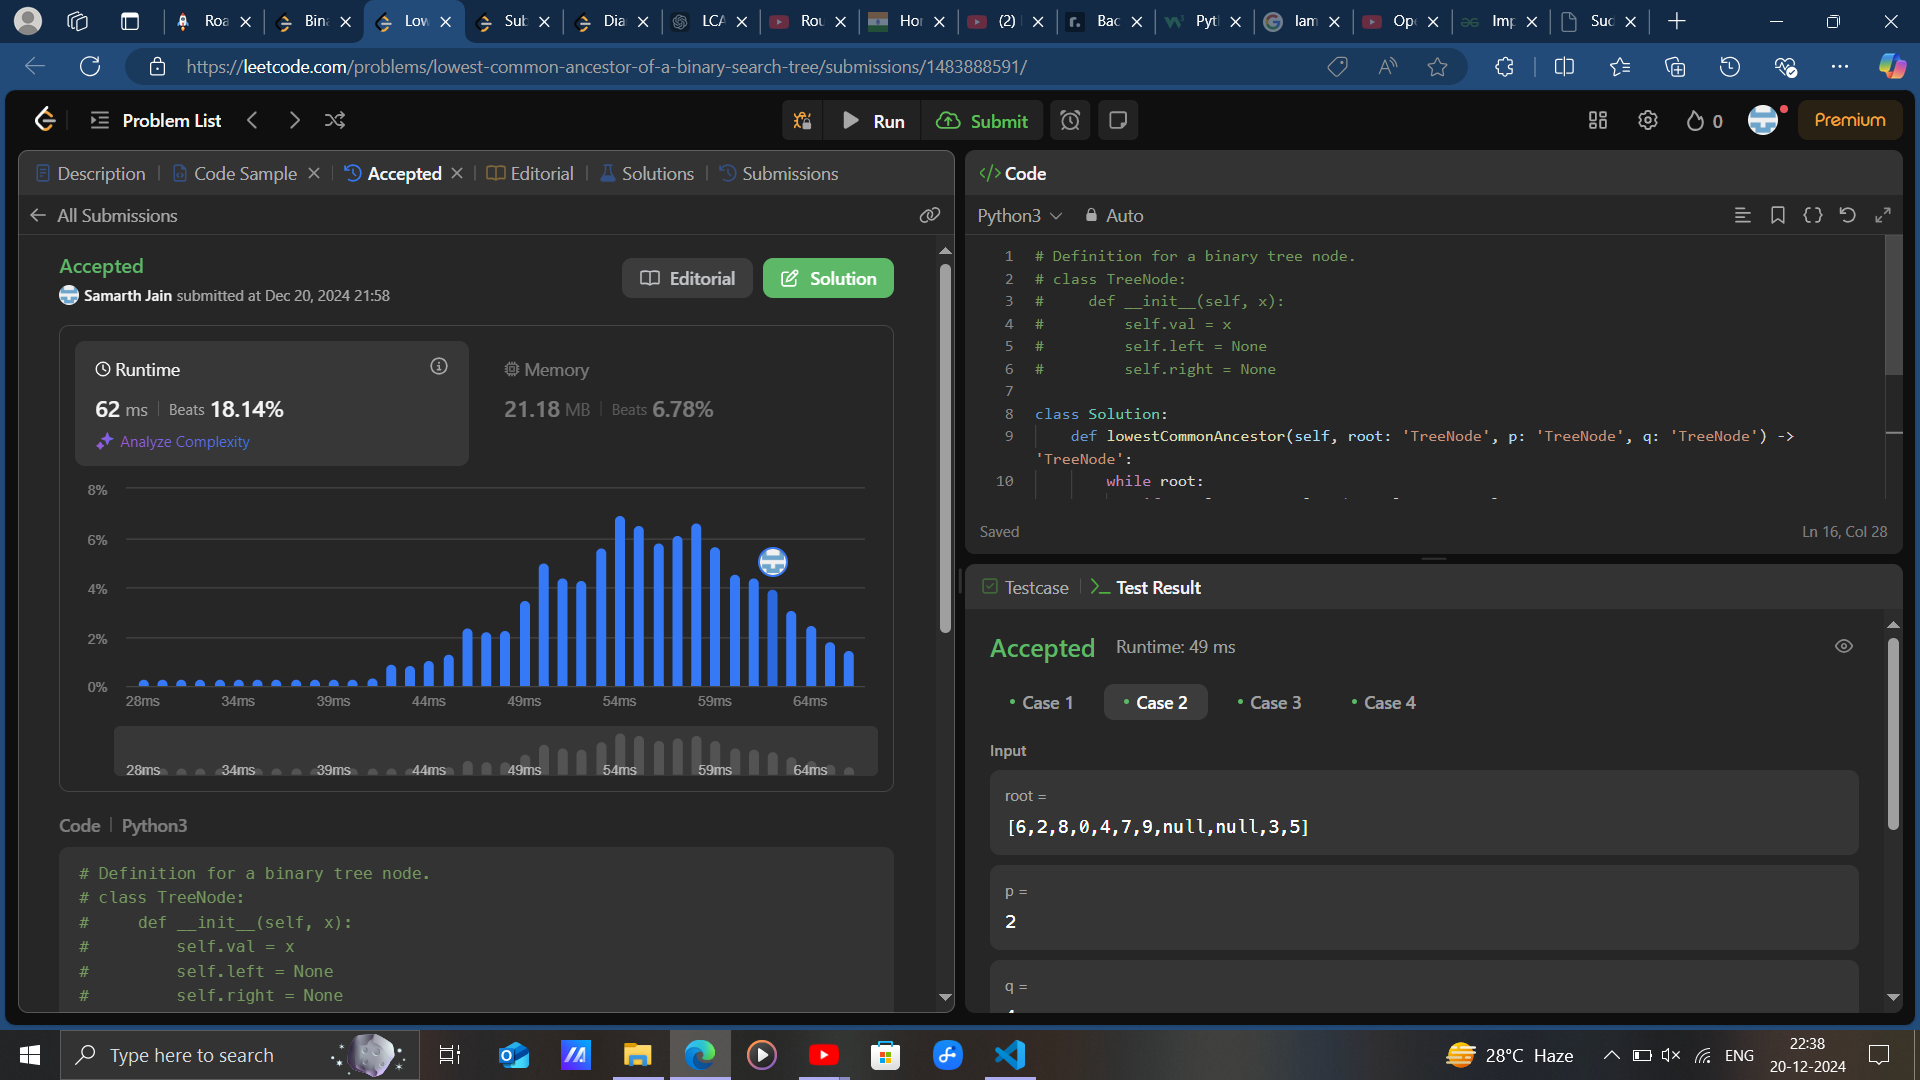 Roa
Bina
Low
Sub
Dia
LCA
Rou
Hor
(2)
Bac
Pyth
lam
Ope
Imp
Sud
https://leetcode.com/problems/lowest-common-ancestor-of-a-binary-search-tree/submissions/1483888591/
Problem List
Run
Submit
0
Premium
Description
Code Sample
Accepted
Editorial
Solutions
Submissions
All Submissions
Accepted
Samarth Jain submitted at Dec 20, 2024 21:58
Editorial
Solution
Runtime
62 ms | Beats 18.14%
Analyze Complexity
Memory
21.18 MB | Beats 6.78%
8%
6%
4%
2%
0%
28ms 34ms 39ms 44ms 49ms 54ms 59ms 64ms
28ms 34ms 39ms 44ms 49ms 54ms 59ms 64ms
Code | Python3
# Definition for a binary tree node.
# class TreeNode:
#     def __init__(self, x):
#         self.val = x
#         self.left = None
#         self.right = None
</> Code
Python3
Auto
1 # Definition for a binary tree node.
2 # class TreeNode:
3 #     def __init__(self, x):
4 #         self.val = x
5 #         self.left = None
6 #         self.right = None
7
8 class Solution:
9     def lowestCommonAncestor(self, root: 'TreeNode', p: 'TreeNode', q: 'TreeNode') ->
'TreeNode':
10         while root:
Saved
Ln 16, Col 28
Testcase
Test Result
Accepted Runtime: 49 ms
• Case 1 • Case 2 • Case 3 • Case 4
Input
root =
[6,2,8,0,4,7,9,null,null,3,5]
p =
2
q =
Type here to search
28°C Haze
ENG
22:38
20-12-2024